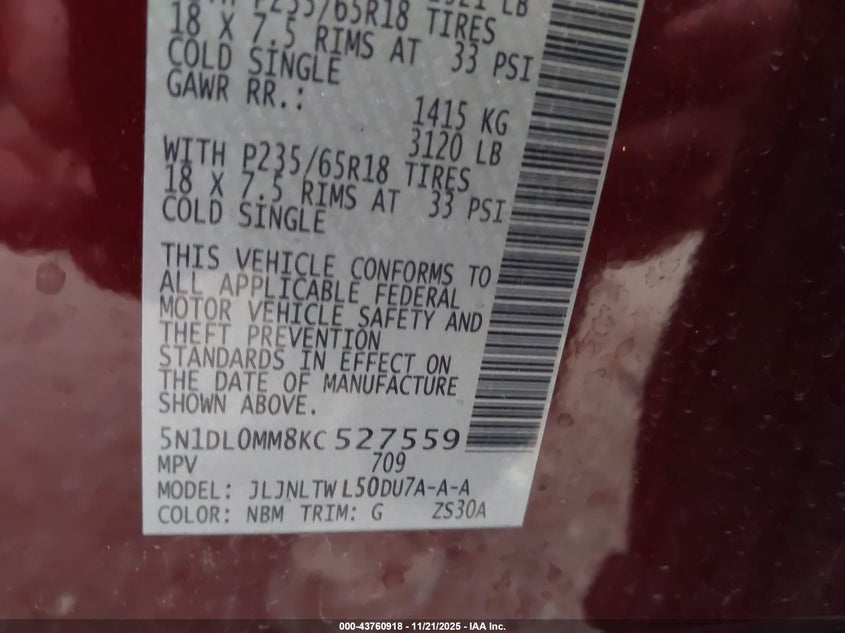 P235/65R18 TIRES
18 X 7.5 RIMS AT 33 PSI
COLD SINGLE
GAWR RR.: 1415 KG
3120 LB
WITH P235/65R18 TIRES
18 X 7.5 RIMS AT 33 PSI
COLD SINGLE
THIS VEHICLE CONFORMS TO
ALL APPLICABLE FEDERAL
MOTOR VEHICLE SAFETY AND
THEFT PREVENTION
STANDARDS IN EFFECT ON
THE DATE OF MANUFACTURE
SHOWN ABOVE.
5N1DL0MM8KC527559
MPV 709
MODEL: JLJNLTWL50DU7A-A-A
COLOR: NBM TRIM: G ZS30A
000-43760918 - 11/21/2025 - IAA Inc.